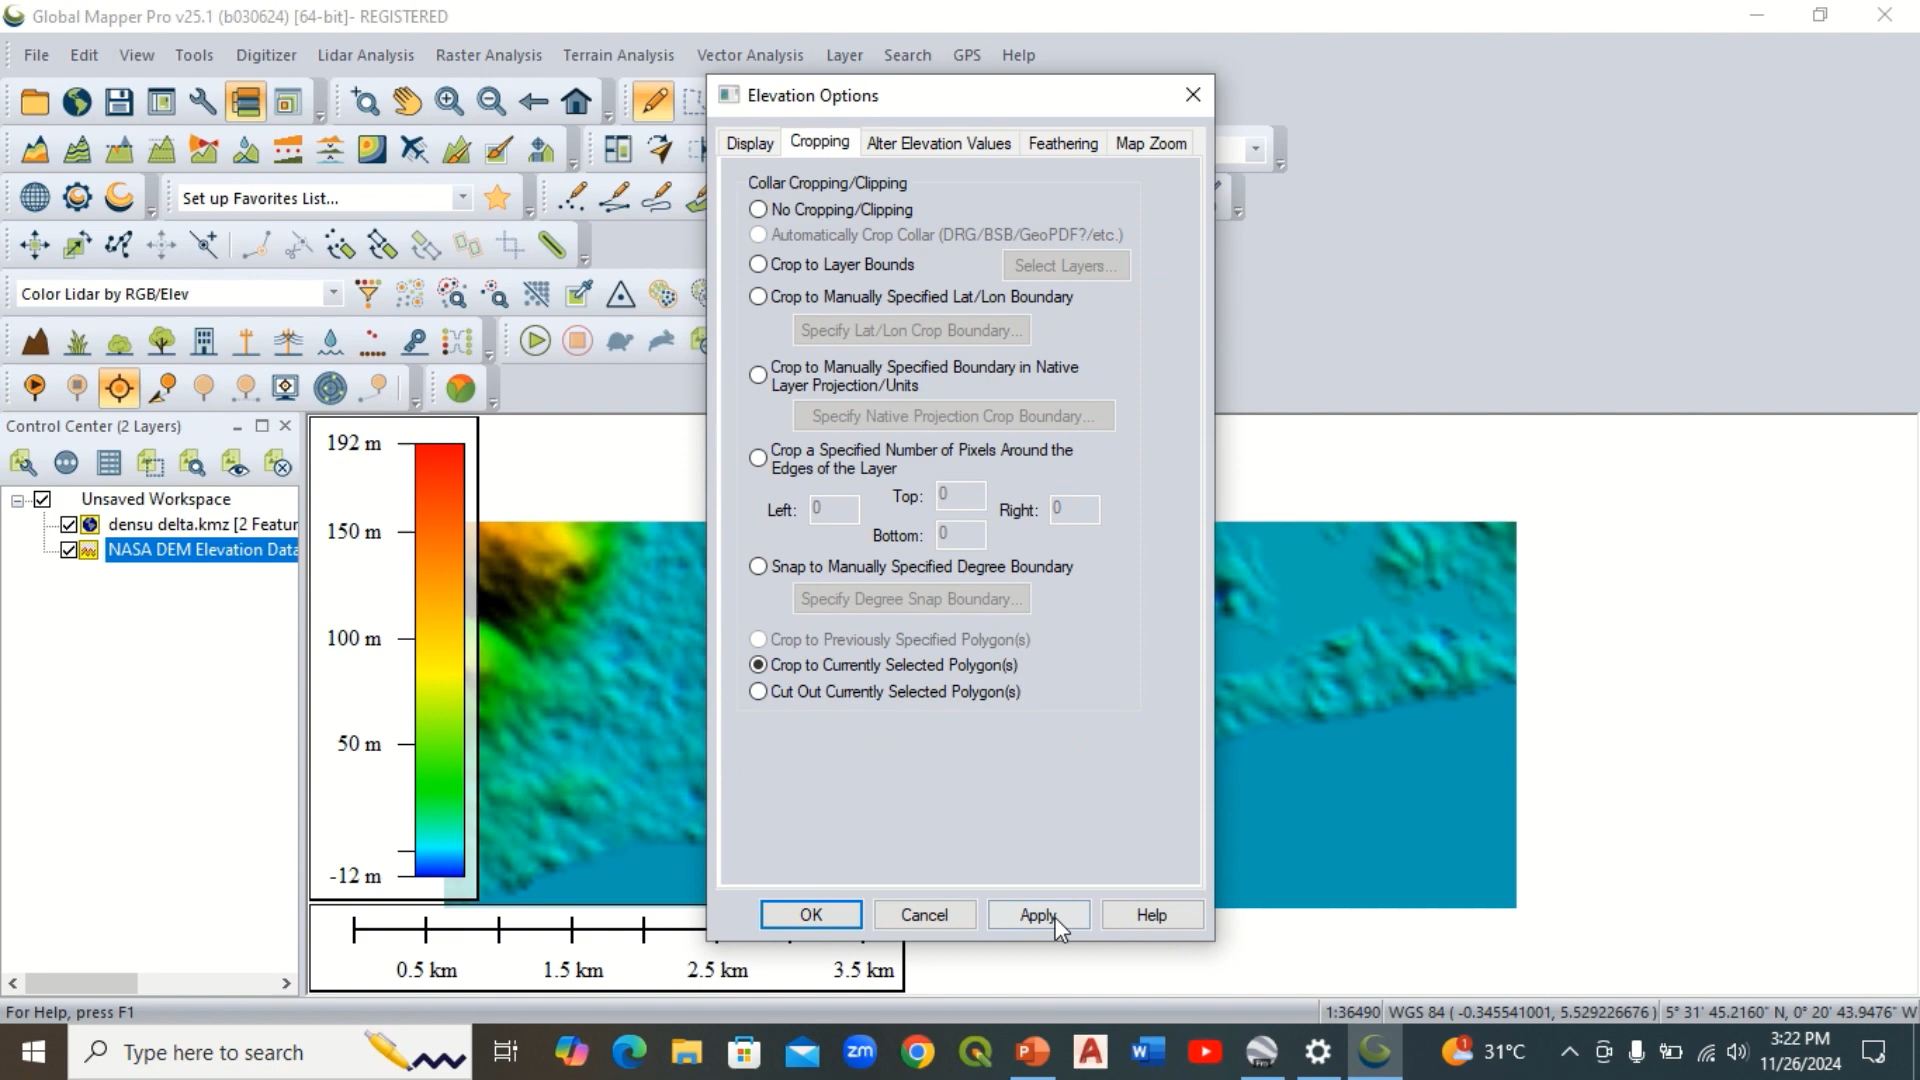 Global Mapper Pro v25.1 (b030624) [64-bit]- REGISTERED
File Edit View Tools Digitizer Lidar Analysis Raster Analysis Terrain Analysis Vector Analysis Layer Search GPS Help
Elevation Options
Display Cropping Alter Elevation Values Feathering Map Zoom
Collar Cropping/Clipping
No Cropping/Clipping
Automatically Crop Collar (DRG/BSB/GeoPDF?/etc.)
Crop to Layer Bounds Select Layers...
Crop to Manually Specified Lat/Lon Boundary
Specify Lat/Lon Crop Boundary...
Crop to Manually Specified Boundary in Native
Layer Projection/Units
Specify Native Projection Crop Boundary...
Crop a Specified Number of Pixels Around the
Edges of the Layer
Left: 0 Top: 0 Right: 0
Bottom: 0
Snap to Manually Specified Degree Boundary
Specify Degree Snap Boundary...
Crop to Previously Specified Polygon(s)
Crop to Currently Selected Polygon(s)
Cut Out Currently Selected Polygon(s)
OK Cancel Apply Help
Set up Favorites List...
Color Lidar by RGB/Elev
Control Center (2 Layers)
Unsaved Workspace
densu delta.kmz [2 Featur
NASA DEM Elevation Data
192 m
150 m
100 m
50 m
-12 m
0.5 km 1.5 km 2.5 km 3.5 km
For Help, press F1
1:36490 WGS 84 ( -0.345541001, 5.529226676 ) 5° 31' 45.2160" N, 0° 20' 43.9476" W
Type here to search
zm
31°C
3:22 PM
11/26/2024